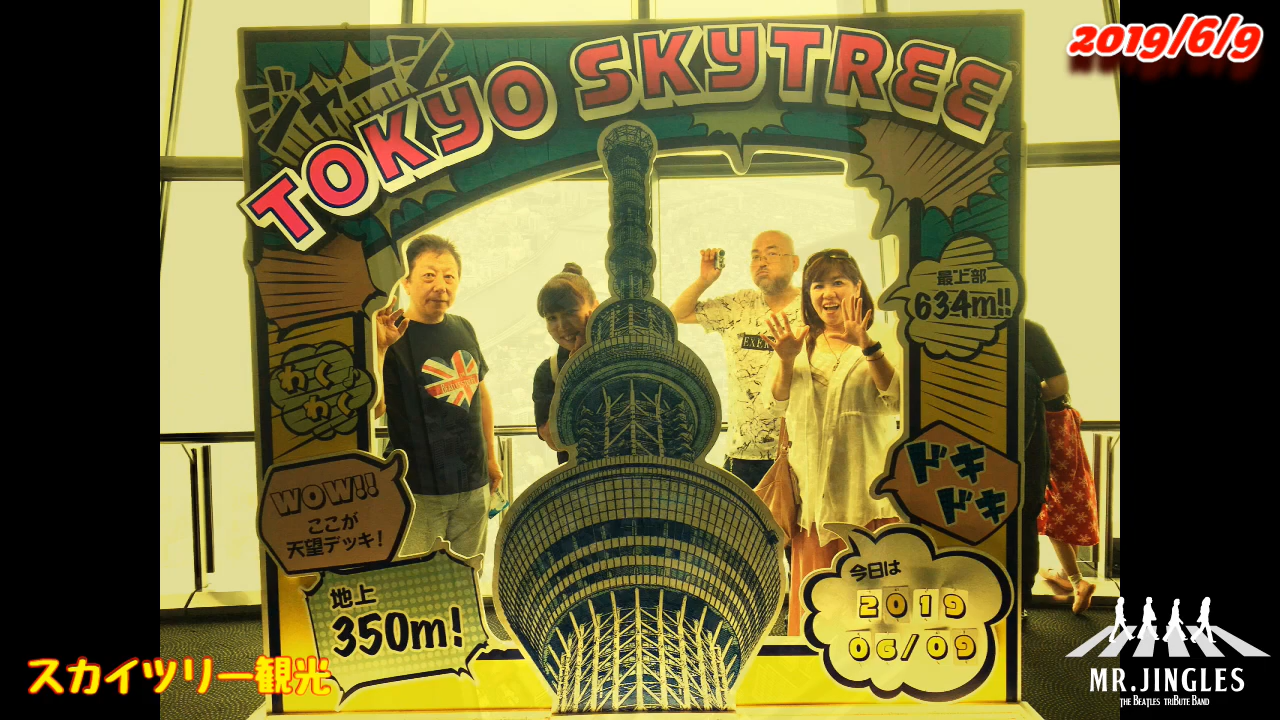 2019/6/9
ジャーン
TOKYO SKYTREE
最上部
634m!!
わく
わく
WOW!!
ここが
天望デッキ!
地上
350m!
ドキ
ドキ
今日は
2019
06/09
スカイツリー観光
MR.JINGLES
THE BEATLES TRIBUTE BAND